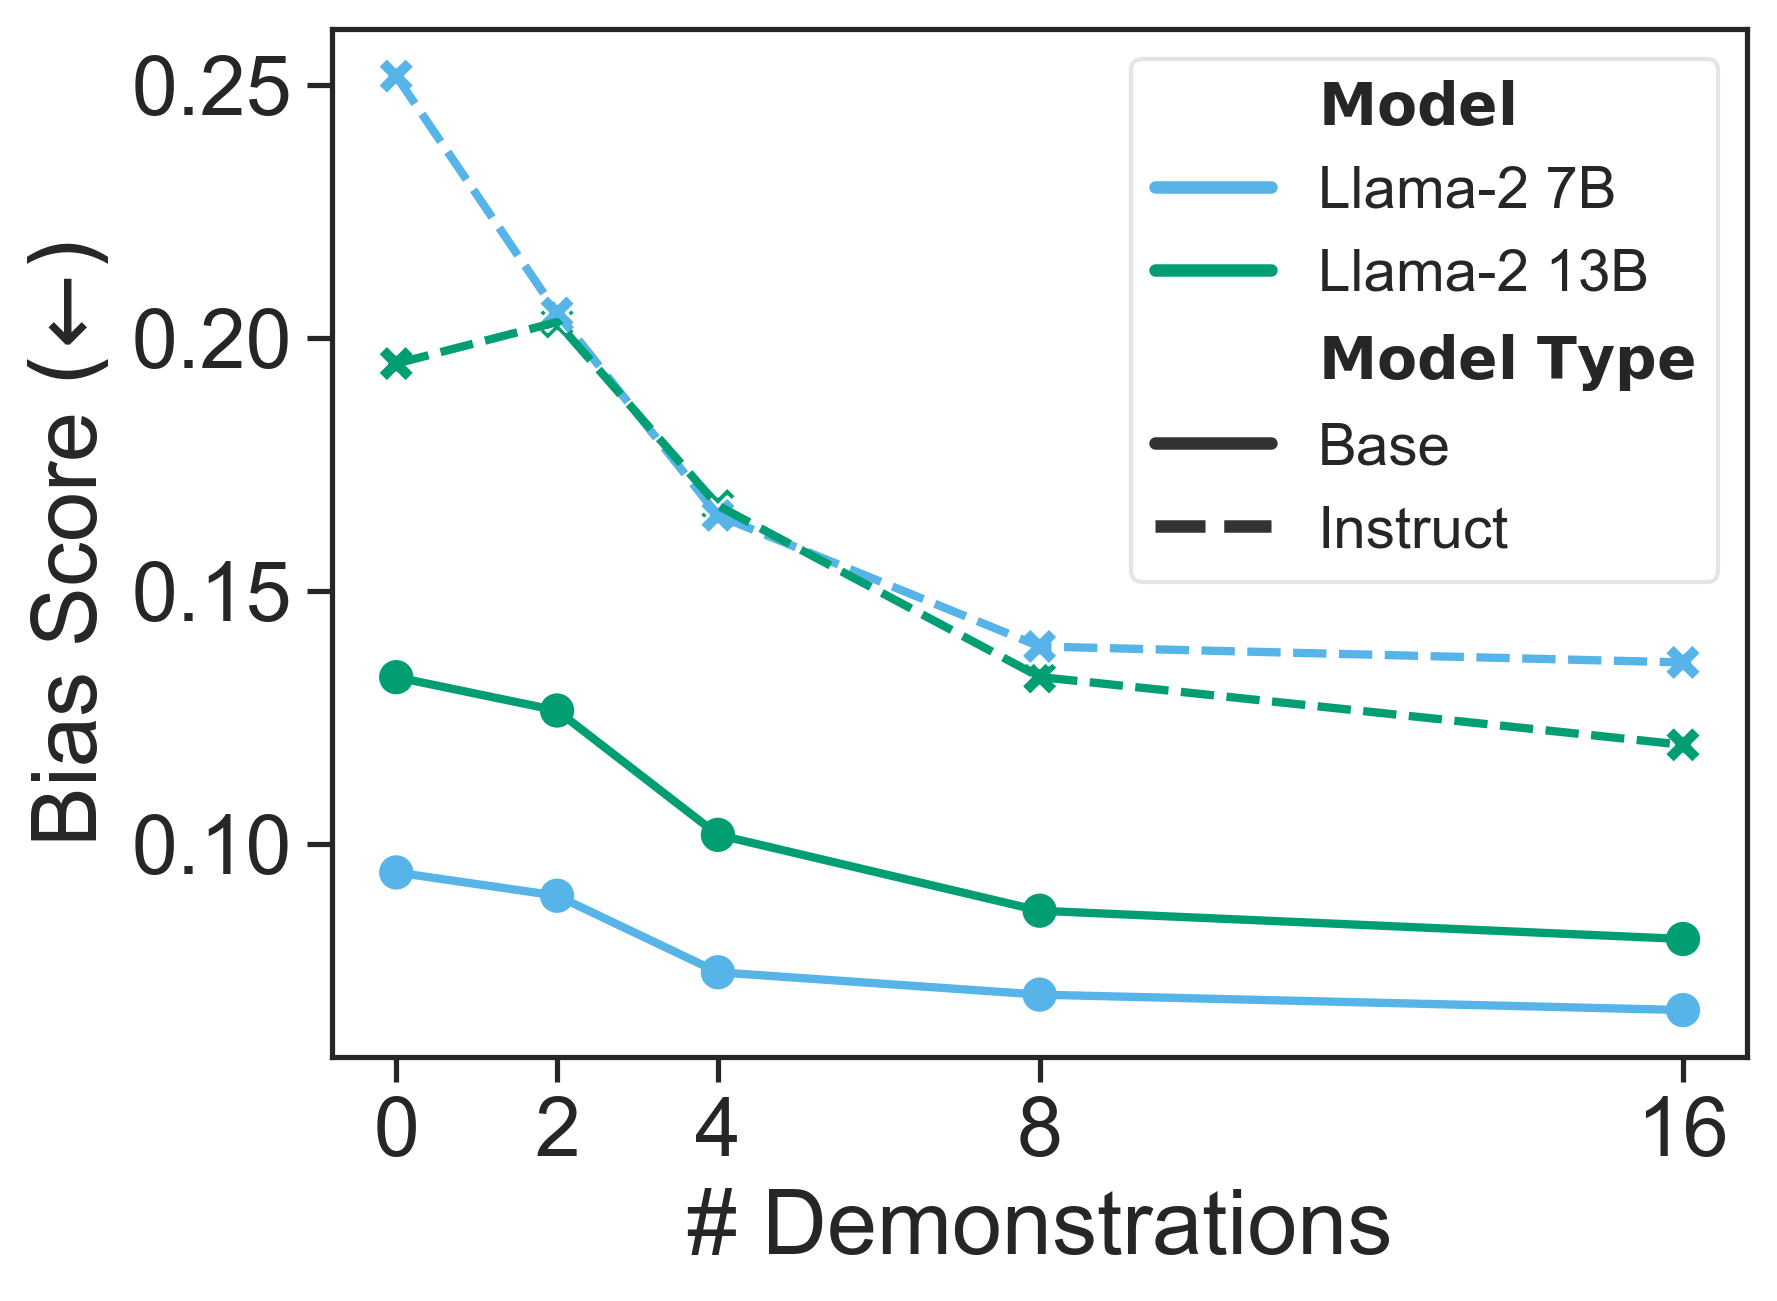 0.25
0.20
0.15
0.10
Bias Score (←)
0 2 4 8 16
# Demonstrations
Model
Llama-2 7B
Llama-2 13B
Model Type
Base
Instruct